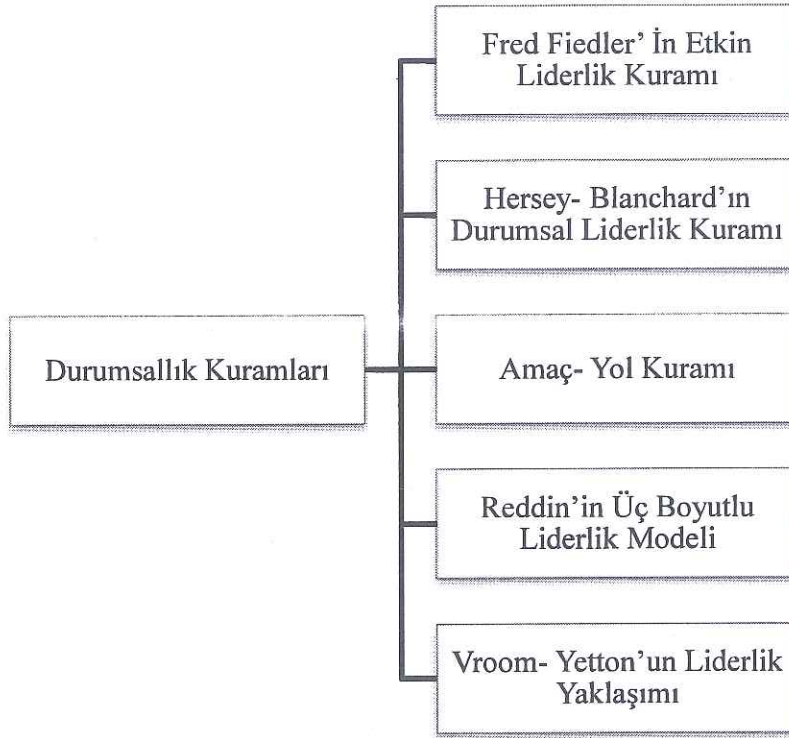 Fred Fiedler' İn Etkin
Liderlik Kuramı
Hersey- Blanchard'ın
Durumsal Liderlik Kuramı
Durumsallık Kuramları
Amaç- Yol Kuramı
Reddin'in Üç Boyutlu
Liderlik Modeli
Vroom- Yetton'un Liderlik
Yaklaşımı